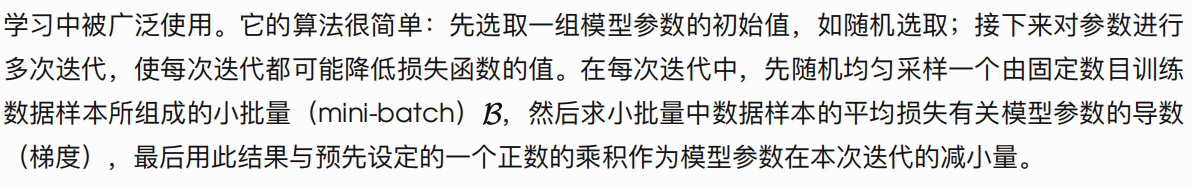 学习中被广泛使用。它的算法很简单：先选取一组模型参数的初始值，如随机选取；接下来对参数进行
多次迭代，使每次迭代都可能降低损失函数的值。在每次迭代中，先随机均匀采样一个由固定数目训练
数据样本所组成的小批量（mini-batch）ℬ，然后求小批量中数据样本的平均损失有关模型参数的导数
（梯度），最后用此结果与预先设定的一个正数的乘积作为模型参数在本次迭代的减小量。